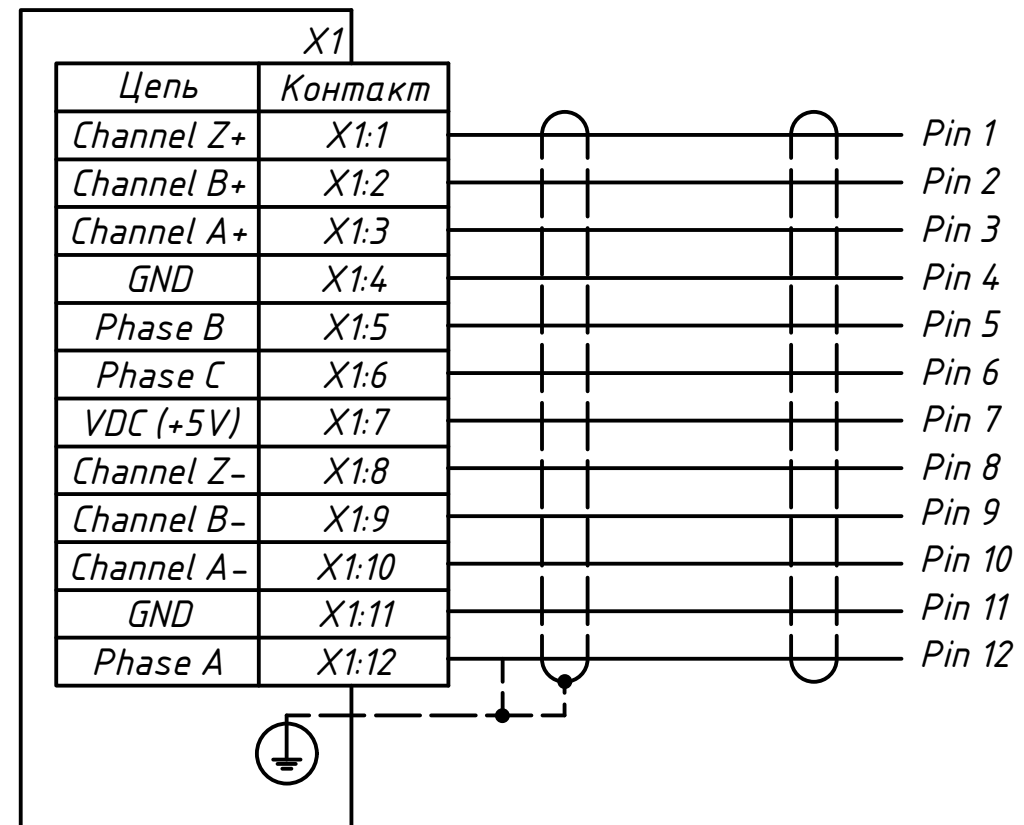 X1
Цепь Контакт
Channel Z+ X1:1 Pin 1
Channel B+ X1:2 Pin 2
Channel A+ X1:3 Pin 3
GND X1:4 Pin 4
Phase B X1:5 Pin 5
Phase C X1:6 Pin 6
VDC (+5V) X1:7 Pin 7
Channel Z- X1:8 Pin 8
Channel B- X1:9 Pin 9
Channel A- X1:10 Pin 10
GND X1:11 Pin 11
Phase A X1:12 Pin 12